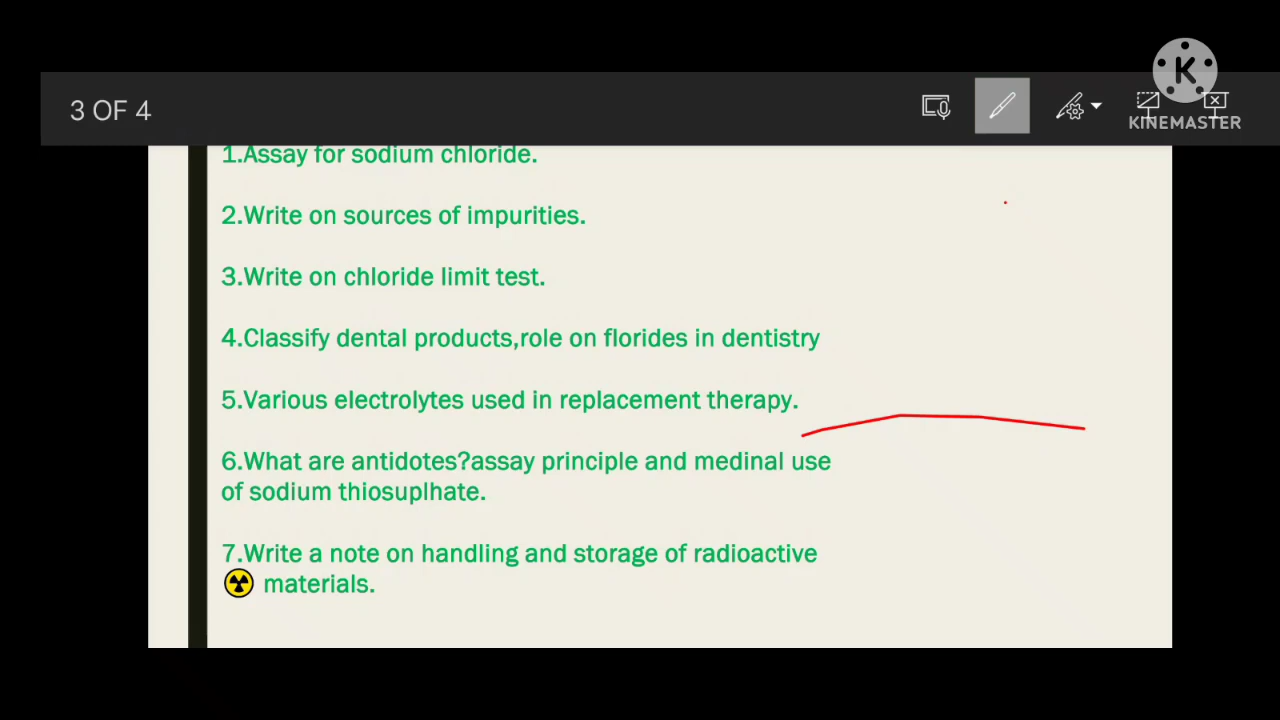 3 OF 4
KINEMASTER
1.Assay for sodium chloride.
2.Write on sources of impurities.
3.Write on chloride limit test.
4.Classify dental products,role on florides in dentistry
5.Various electrolytes used in replacement therapy.
6.What are antidotes?assay principle and medinal use
of sodium thiosuplhate.
7.Write a note on handling and storage of radioactive
☢ materials.